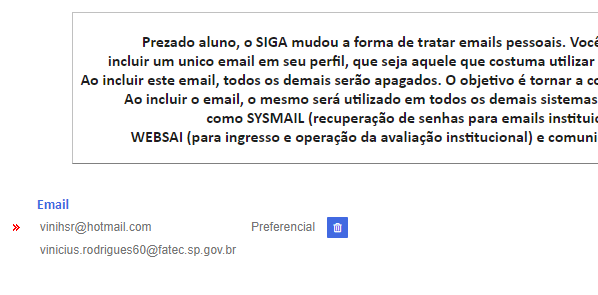 Prezado aluno, o SIGA mudou a forma de tratar emails pessoais. Você
incluir um unico email em seu perfil, que seja aquele que costuma utilizar
Ao incluir este email, todos os demais serão apagados. O objetivo é tornar a co
Ao incluir o email, o mesmo será utilizado em todos os demais sistemas
como SYSMAIL (recuperação de senhas para emails instituci
WEBSAI (para ingresso e operação da avaliação institucional) e comuni
Email
vinihsr@hotmail.com Preferencial
vinicius.rodrigues60@fatec.sp.gov.br